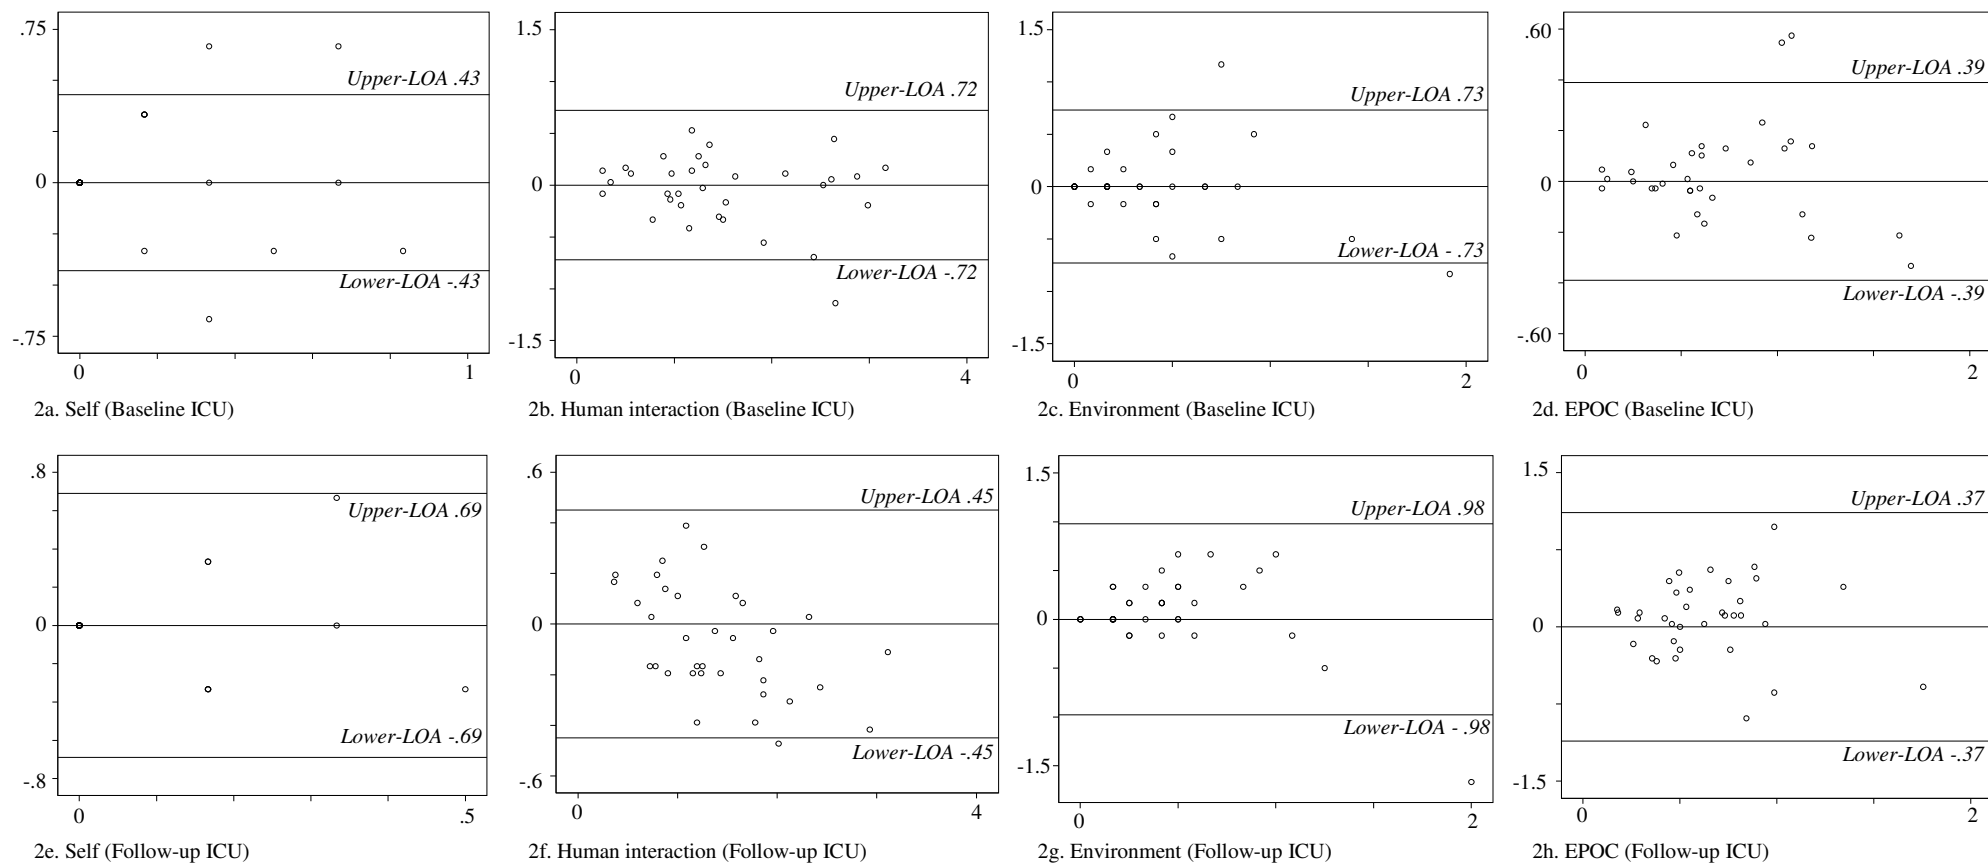 .75
Upper-LOA .43
0
Lower-LOA -.43
-.75
0 1
2a. Self (Baseline ICU)
1.5
Upper-LOA .72
0
Lower-LOA -.72
-1.5
0 4
2b. Human interaction (Baseline ICU)
1.5
Upper-LOA .73
0
Lower-LOA - .73
-1.5
0 2
2c. Environment (Baseline ICU)
.60
Upper-LOA .39
0
Lower-LOA -.39
-.60
0 2
2d. EPOC (Baseline ICU)
.8
Upper-LOA .69
0
Lower-LOA -.69
-.8
0 .5
2e. Self (Follow-up ICU)
.6
Upper-LOA .45
0
Lower-LOA -.45
-.6
0 4
2f. Human interaction (Follow-up ICU)
1.5
Upper-LOA .98
0
Lower-LOA - .98
-1.5
0 2
2g. Environment (Follow-up ICU)
1.5
Upper-LOA .37
0
Lower-LOA -.37
-1.5
0 2
2h. EPOC (Follow-up ICU)